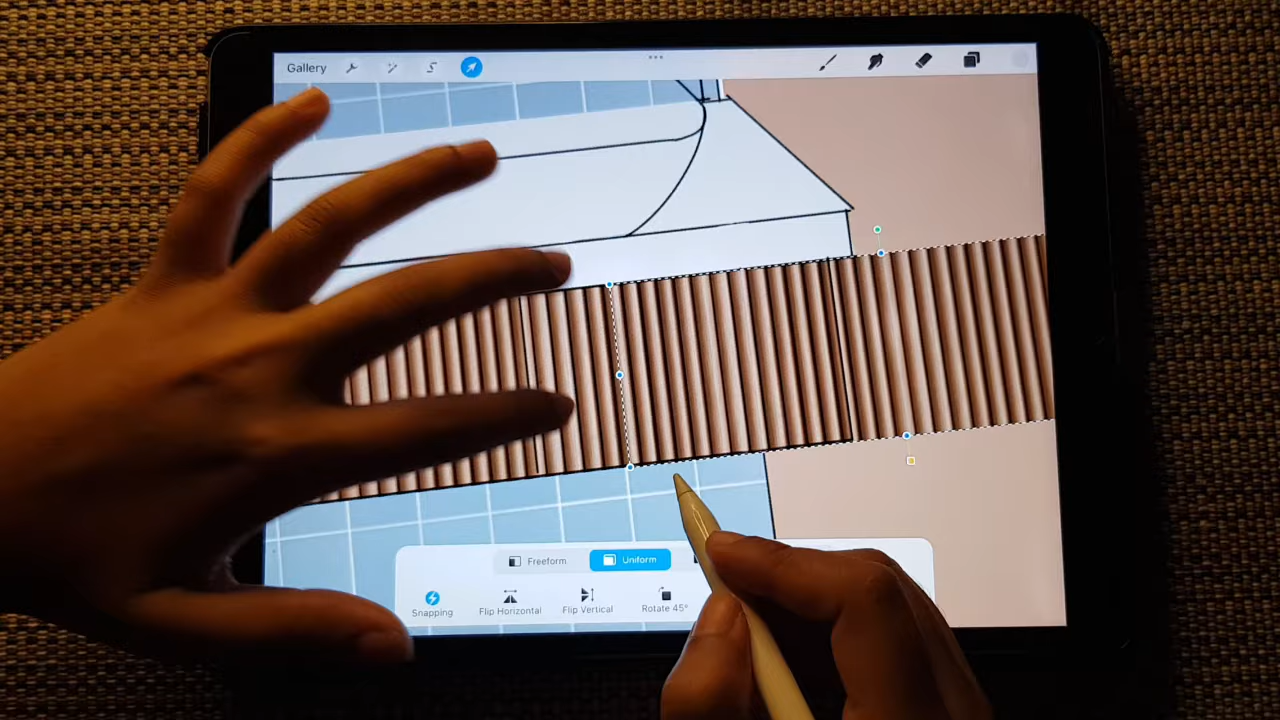 Gallery
Freeform
Uniform
Snapping
Flip Horizontal
Flip Vertical
Rotate 45°